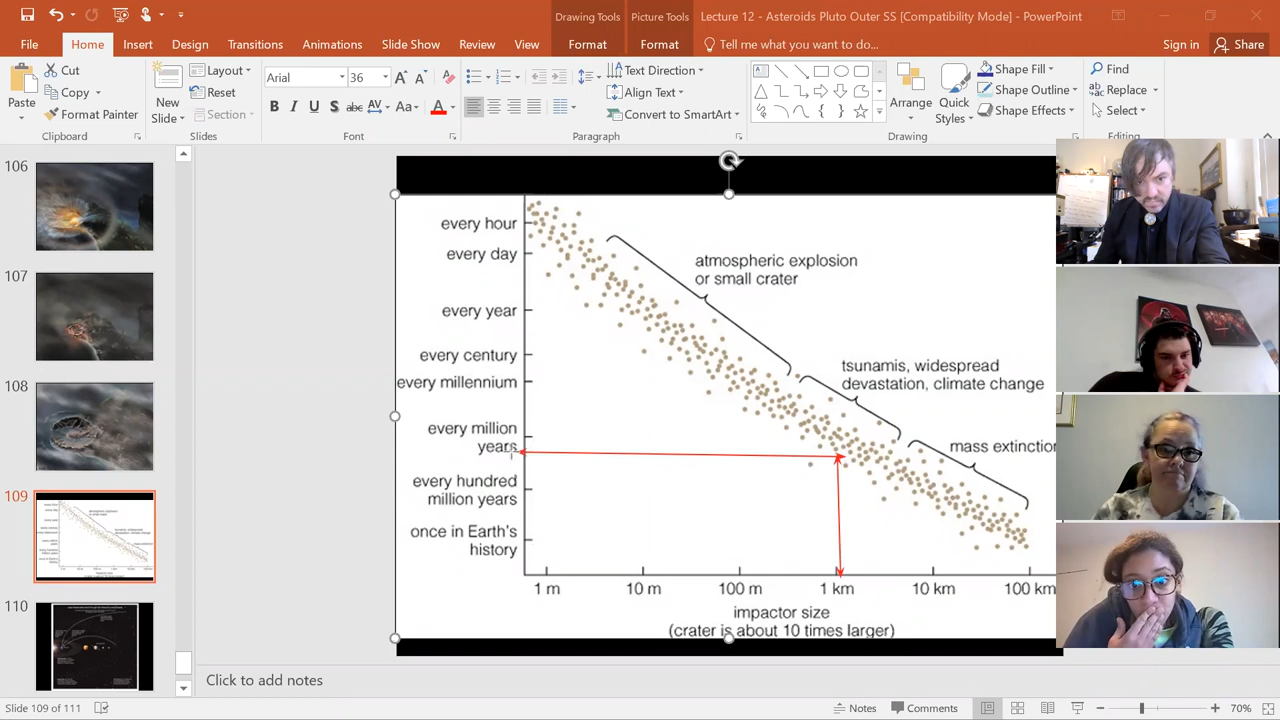 Drawing Tools
Picture Tools
Lecture 12 - Asteroids Pluto Outer SS [Compatibility Mode] - PowerPoint
File
Home
Insert
Design
Transitions
Animations
Slide Show
Review
View
Format
Format
Tell me what you want to do...
Sign in
Share
Paste
Cut
Copy
Format Painter
Clipboard
New
Slide
Layout
Reset
Section
Slides
Arial
36
B I U S abc AV Aa A
Font
Text Direction
Align Text
Convert to SmartArt
Paragraph
Arrange
Quick
Styles
Shape Fill
Shape Outline
Shape Effects
Drawing
Find
Replace
Select
Editing
106
107
108
109
110
every hour
every day
every year
every century
every millennium
every million
years
every hundred
million years
once in Earth's
history
atmospheric explosion
or small crater
tsunamis, widespread
devastation, climate change
mass extinction
1 m
10 m
100 m
1 km
10 km
100 km
impactor size
(crater is about 10 times larger)
Click to add notes
Slide 109 of 111
Notes
Comments
70%